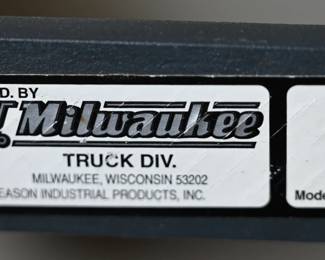 D. BY
Milwaukee
TRUCK DIV.
MILWAUKEE, WISCONSIN 53202
EASON INDUSTRIAL PRODUCTS, INC.
Mode